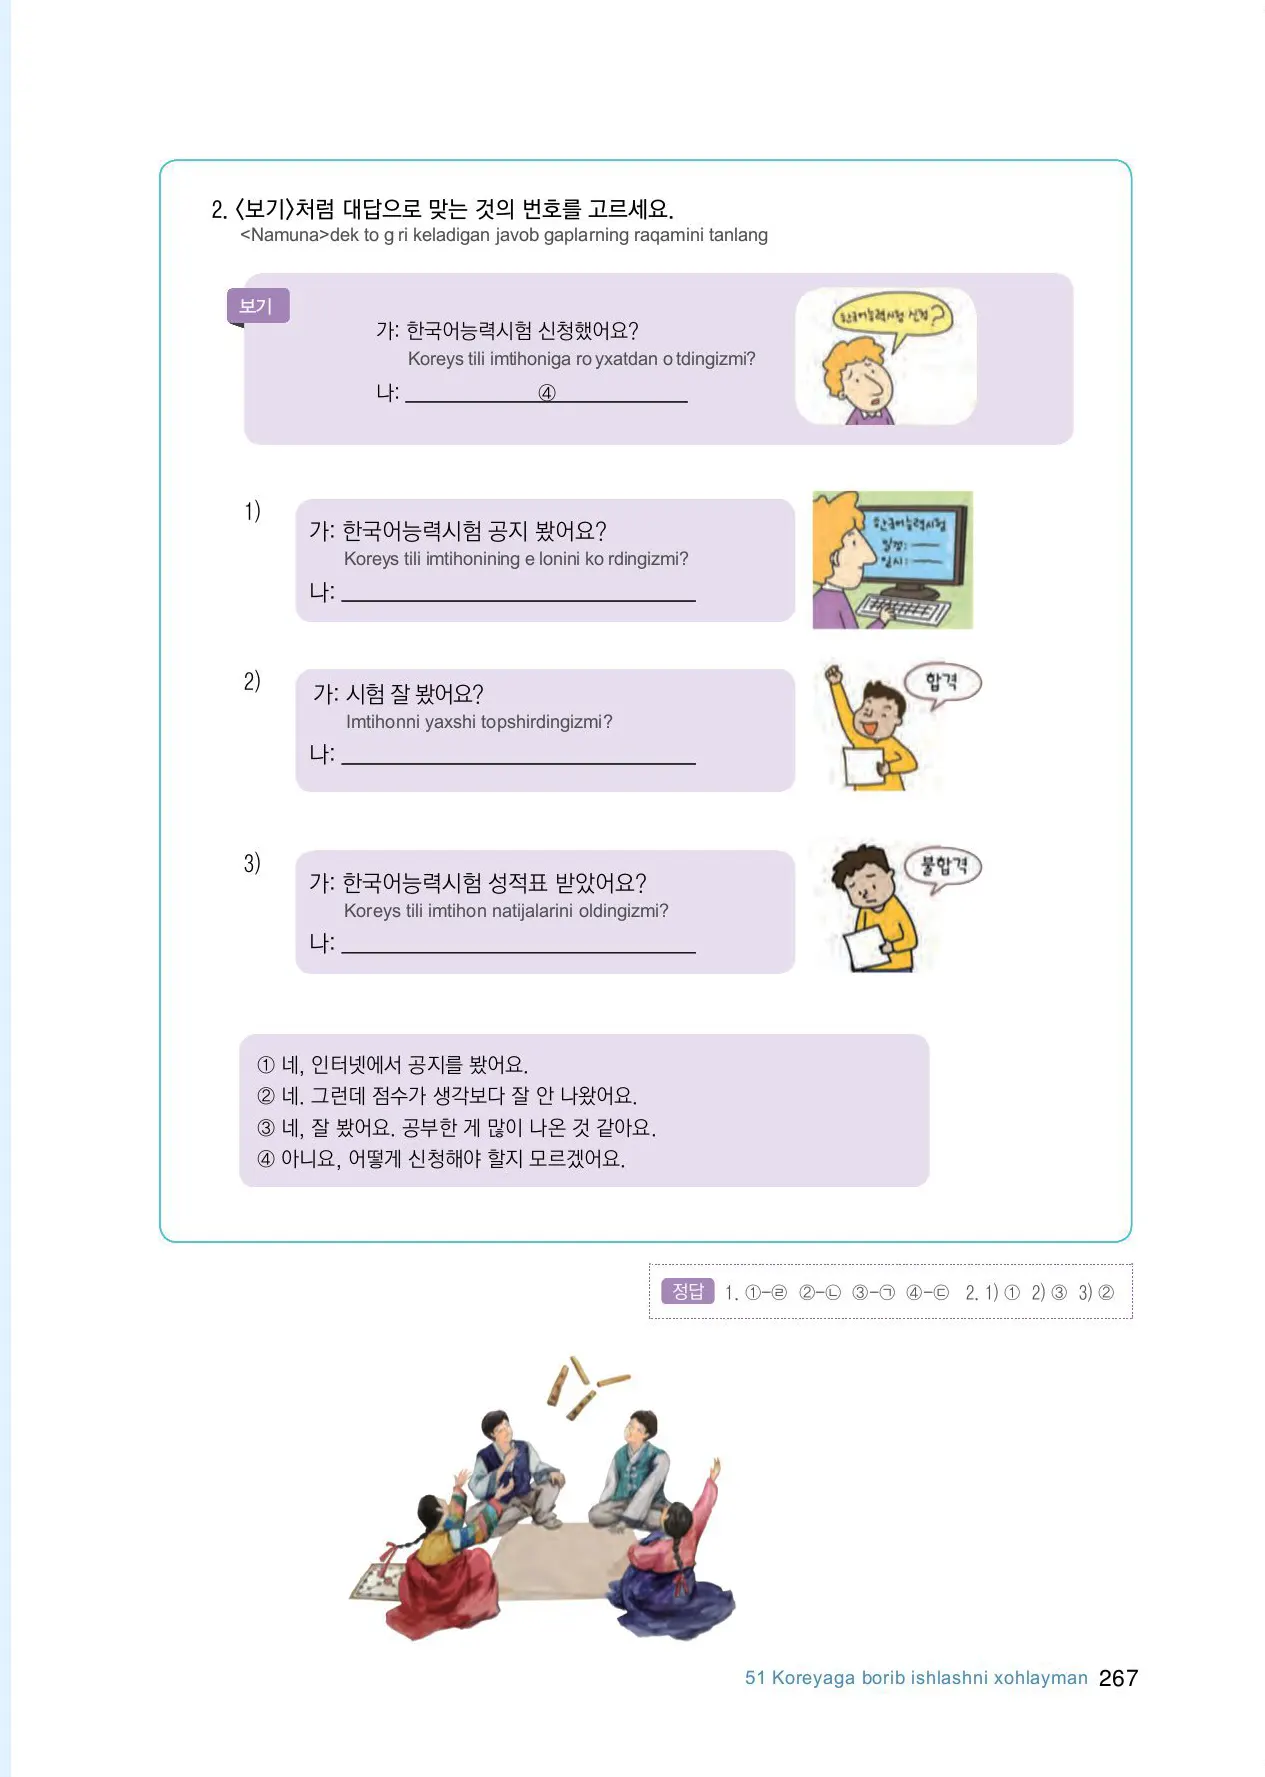 2. <보기>처럼 대답으로 맞는 것의 번호를 고르세요.
<Namuna>dek to g ri keladigan javob gaplarning raqamini tanlang
보기
가: 한국어능력시험 신청했어요?
Koreys tili imtihoniga ro yxatdan o tdingizmi?
나: ④
한국어능력시험 신청?
1)
가: 한국어능력시험 공지 봤어요?
Koreys tili imtihonining e lonini ko rdingizmi?
나:
한국어능력시험
일정:
일시:
2)
가: 시험 잘 봤어요?
Imtihonni yaxshi topshirdingizmi?
나:
합격
3)
가: 한국어능력시험 성적표 받았어요?
Koreys tili imtihon natijalarini oldingizmi?
나:
불합격
① 네, 인터넷에서 공지를 봤어요.
② 네. 그런데 점수가 생각보다 잘 안 나왔어요.
③ 네, 잘 봤어요. 공부한 게 많이 나온 것 같아요.
④ 아니요, 어떻게 신청해야 할지 모르겠어요.
정답 1. ①-㉣ ②-㉡ ③-㉠ ④-㉢ 2. 1) ① 2) ③ 3) ②
51 Koreyaga borib ishlashni xohlayman 267